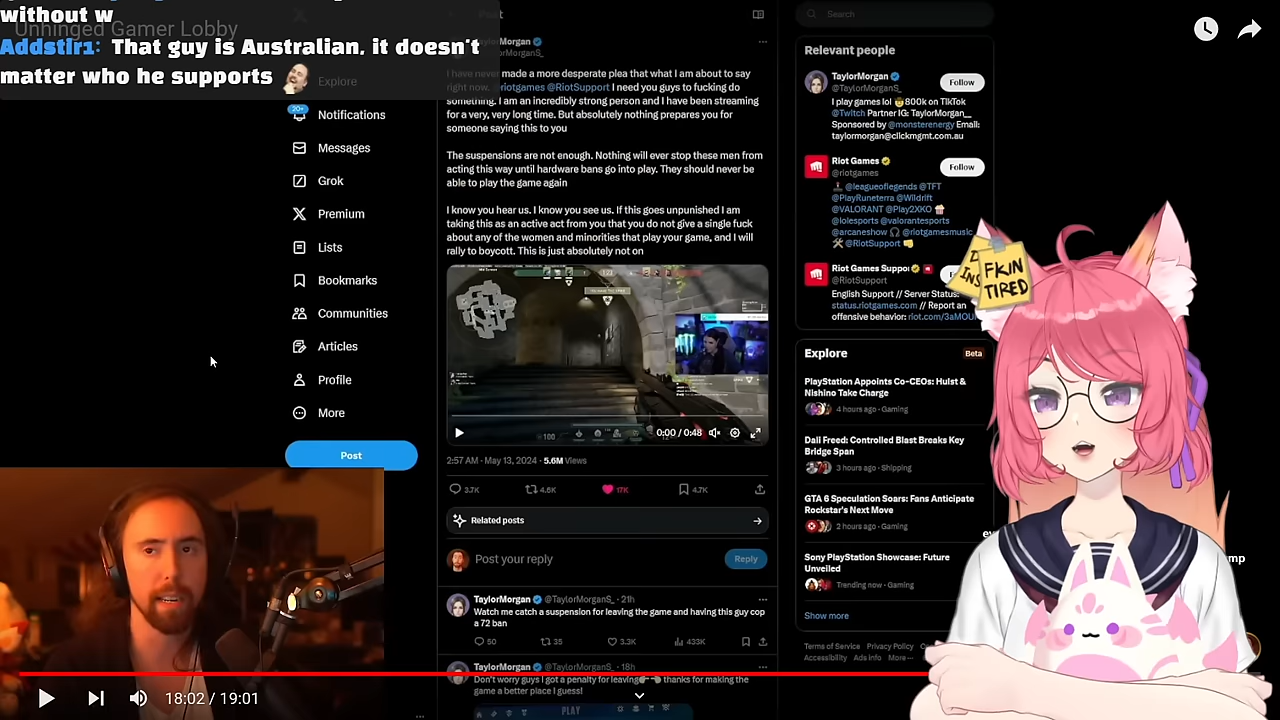 without w
Unhinged Gamer Lobby
Addstir1: That guy is Australian, it doesn't
matter who he supports
Explore
20+
Notifications
Messages
Grok
Premium
Lists
Bookmarks
Communities
Articles
Profile
More
Post
TaylorMorgan
I have never made a more desperate plea that what I am about to say
right now. @riotgames @RiotSupport I need you guys to fucking do
something. I am an incredibly strong person and I have been streaming
for a very, very long time. But absolutely nothing prepares you for
someone saying this to you
The suspensions are not enough. Nothing will ever stop these men from
acting this way until hardware bans go into play. They should never be
able to play the game again
I know you hear us. I know you see us. If this goes unpunished I am
taking this as an active act from you that you do not give a single fuck
about any of the women and minorities that play your game, and I will
rally to boycott. This is just absolutely not on
0:00 / 0:48
2:57 AM · May 13, 2024 · 5.6M Views
3.7K
4.6K
17K
4.7K
Related posts
Post your reply
Reply
TaylorMorgan @TaylorMorganS_ · 21h
Watch me catch a suspension for leaving the game and having this guy cop
a 72 ban
50
35
3.3K
433K
TaylorMorgan @TaylorMorganS_ · 18h
Don't worry guys I got a penalty for leaving thanks for making the
game a better place I guess!
PLAY
Search
Relevant people
TaylorMorgan
@TaylorMorganS_
Follow
I play games lol 800k on TikTok
@Twitch Partner IG: TaylorMorgan__
Sponsored by @monsterenergy Email:
taylormorgan@clickmgmt.com.au
Riot Games
@riotgames
Follow
@leagueoflegends @TFT
@PlayRuneterra @Wildrift
@VALORANT @Play2XKO
@lolesports @valorantesports
@arcaneshow @riotgamesmusic
@RiotSupport
Riot Games Suppo
@RiotSupport
English Support // Server Status:
status.riotgames.com // Report an
offensive behavior: riot.com/3aMOU
Explore
Beta
PlayStation Appoints Co-CEOs: Hulst &
Nishino Take Charge
4 hours ago · Gaming
Dali Freed: Controlled Blast Breaks Key
Bridge Span
3 hours ago · Shipping
GTA 6 Speculation Soars: Fans Anticipate
Rockstar's Next Move
2 hours ago · Gaming
Sony PlayStation Showcase: Future
Unveiled
Trending now · Gaming
Show more
Terms of Service Privacy Policy
Accessibility Ads info More
FKIN
TIRED
18:02 / 19:01